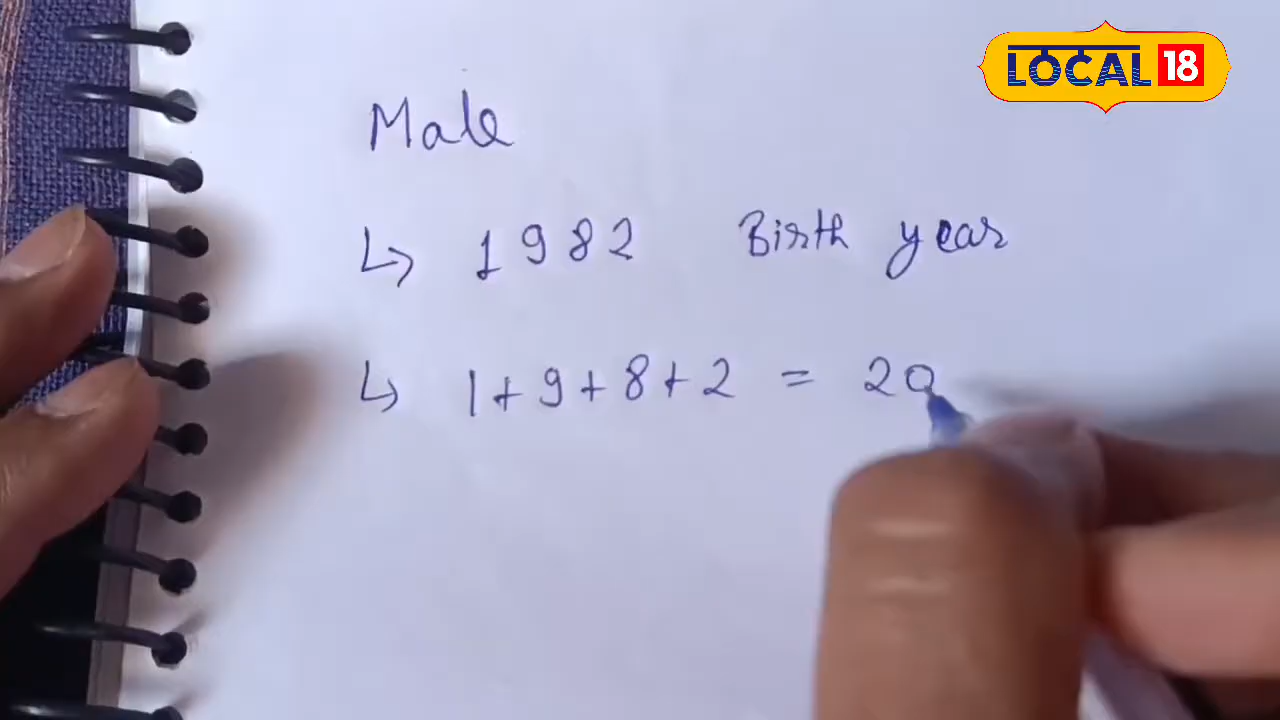 LOCAL 18
Male
↳ 1982 Birth year
↳ 1+9+8+2 = 20